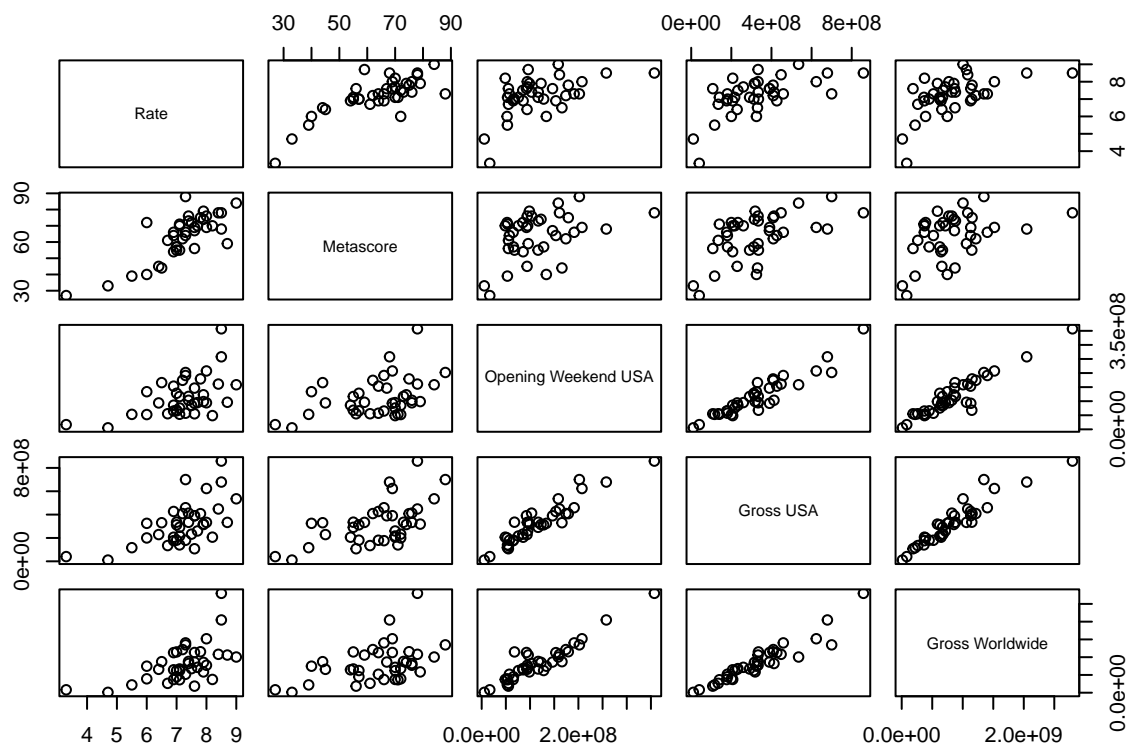 30 50 70 90 0e+00 4e+08 8e+08
Rate
4 6 8
30 60 90
Metascore
Opening Weekend USA
0.0e+00 3.5e+08
0e+00 8e+08
Gross USA
Gross Worldwide
0.0e+00
4 5 6 7 8 9 0.0e+00 2.0e+08 0.0e+00 2.0e+09